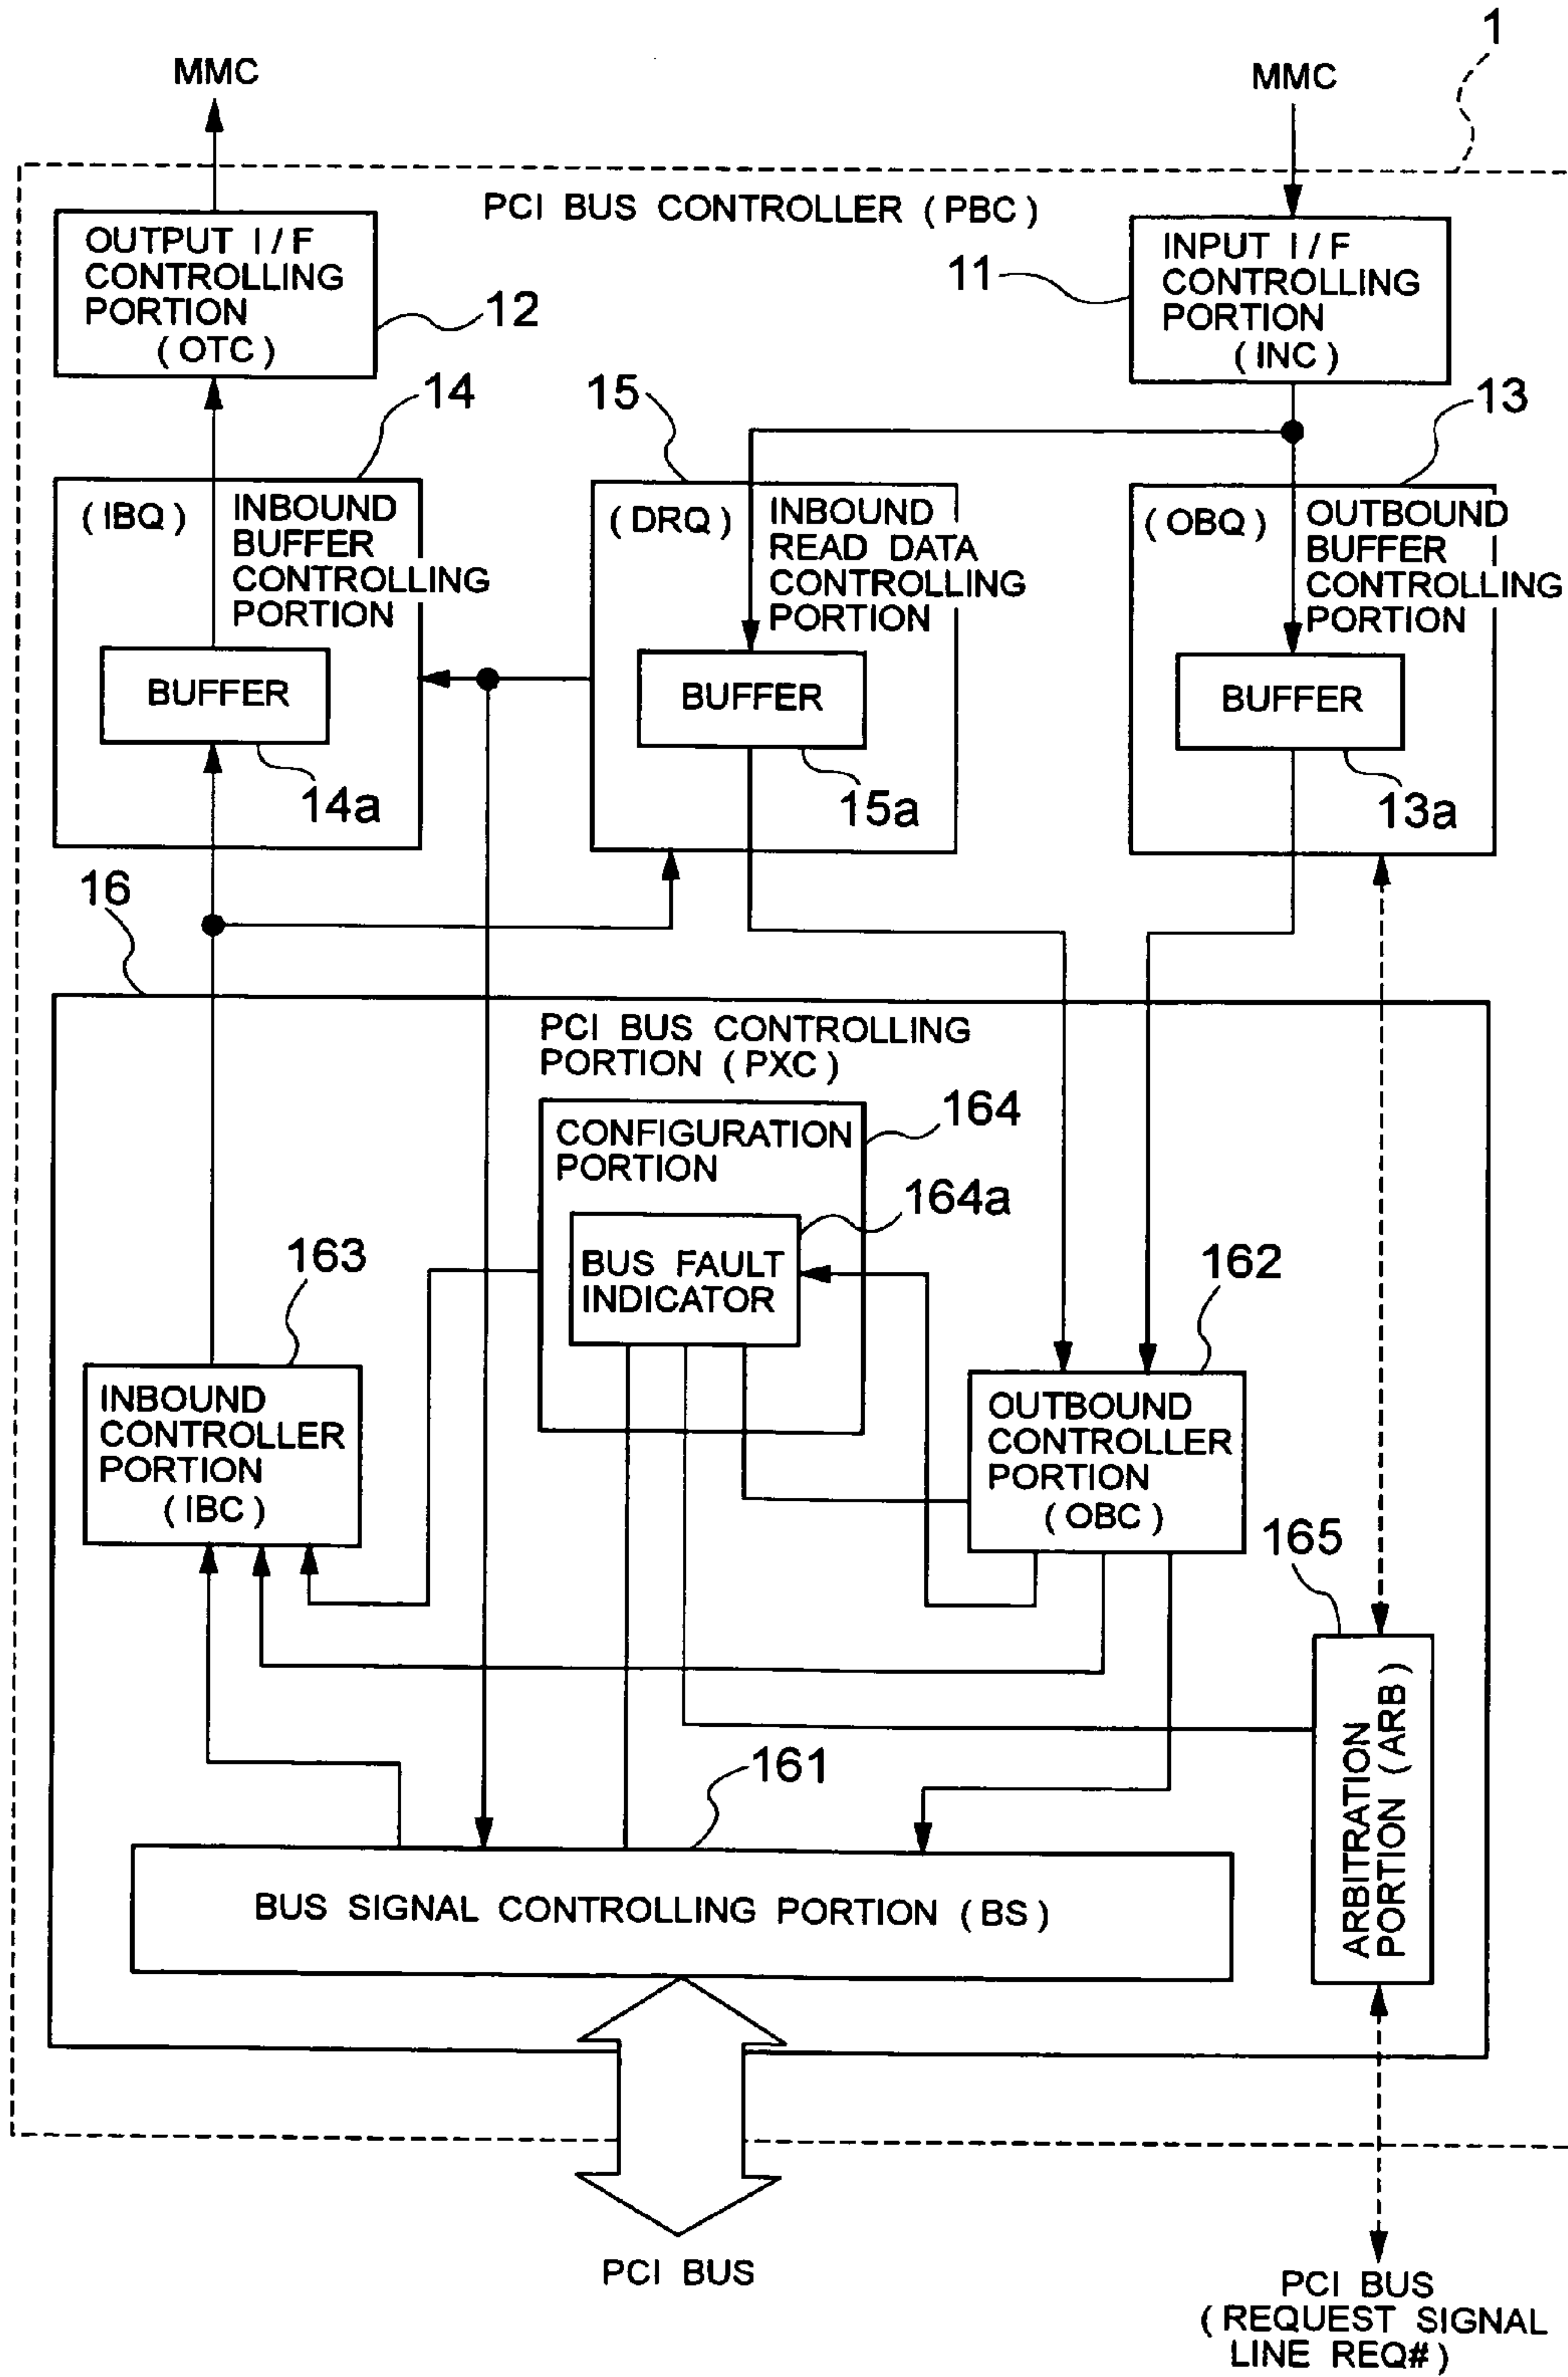 1
MMC
MMC
PCI BUS CONTROLLER (PBC)
OUTPUT I/F
CONTROLLING
PORTION
(OTC)
12
11
INPUT I/F
CONTROLLING
PORTION
(INC)
14
15
13
(IBQ)
INBOUND
BUFFER
CONTROLLING
PORTION
BUFFER
14a
(DRQ)
INBOUND
READ DATA
CONTROLLING
PORTION
BUFFER
15a
(OBQ)
OUTBOUND
BUFFER
CONTROLLING
PORTION
BUFFER
13a
16
PCI BUS CONTROLLING
PORTION (PXC)
164
CONFIGURATION
PORTION
164a
BUS FAULT
INDICATOR
163
INBOUND
CONTROLLER
PORTION
(IBC)
162
OUTBOUND
CONTROLLER
PORTION
(OBC)
165
ARBITRATION
PORTION (ARB)
161
BUS SIGNAL CONTROLLING PORTION (BS)
PCI BUS
PCI BUS
(REQUEST SIGNAL
LINE REQ#)